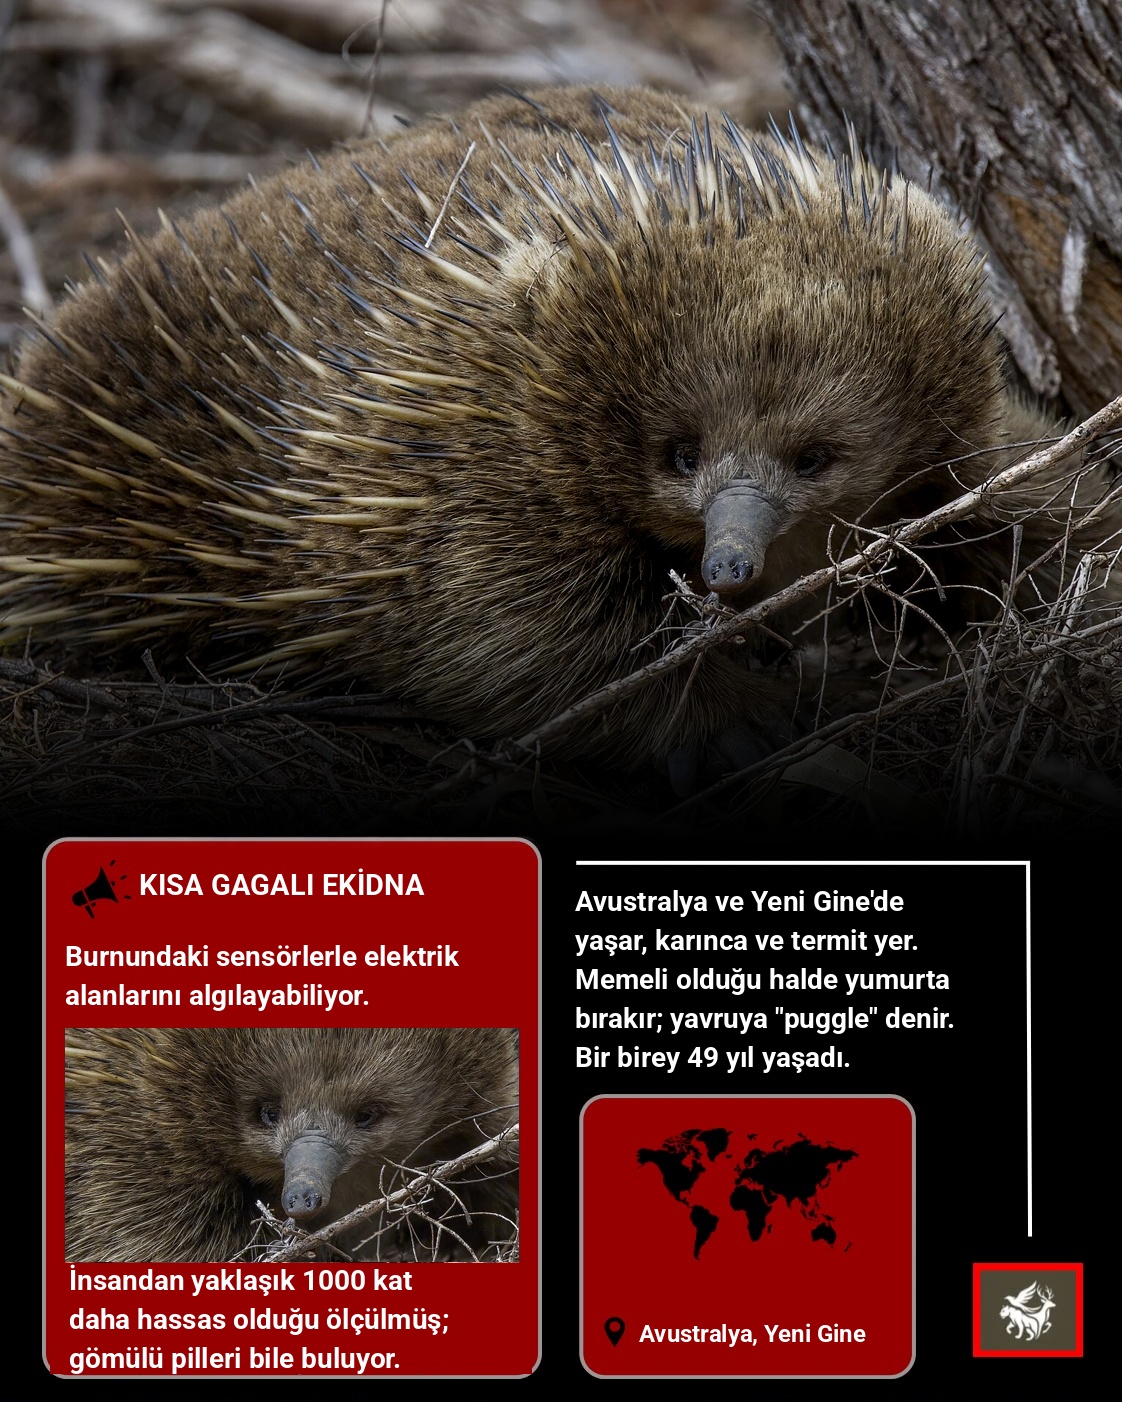 KISA GAGALI EKİDNA
Burnundaki sensörlerle elektrik
alanlarını algılayabiliyor.
İnsandan yaklaşık 1000 kat
daha hassas olduğu ölçülmüş;
gömülü pilleri bile buluyor.
Avustralya ve Yeni Gine'de
yaşar, karınca ve termit yer.
Memeli olduğu halde yumurta
bırakır; yavruya "puggle" denir.
Bir birey 49 yıl yaşadı.
Avustralya, Yeni Gine